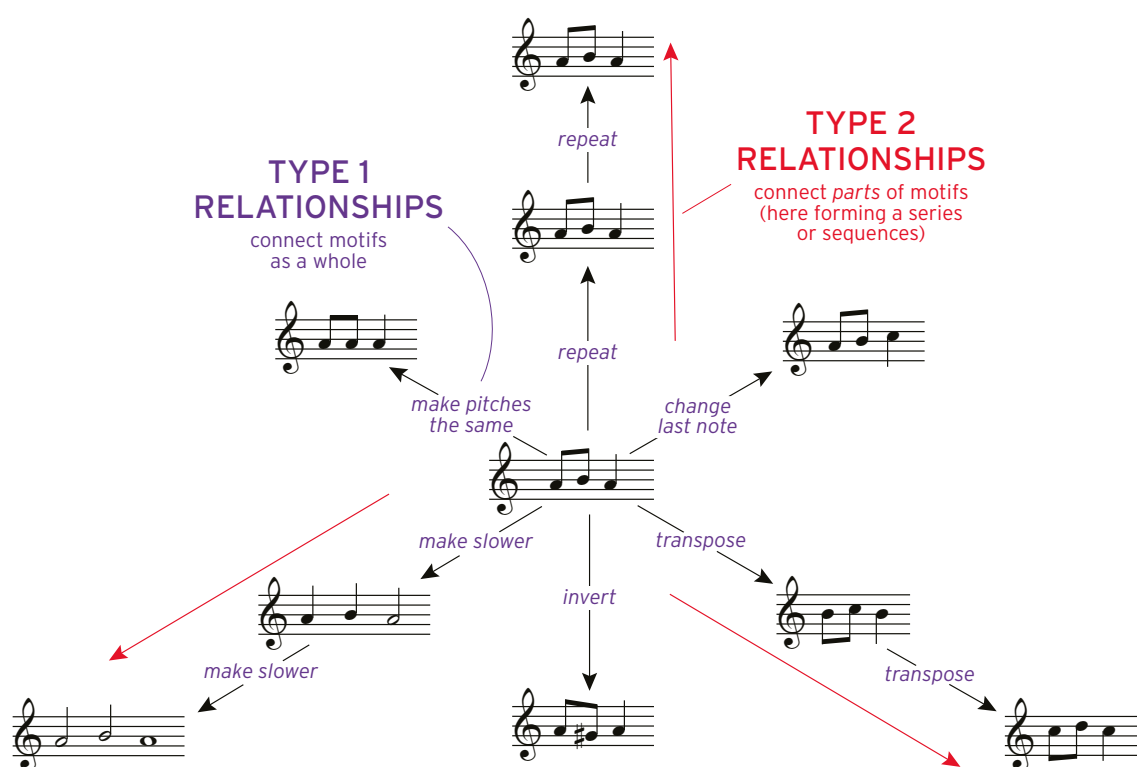 TYPE 1
RELATIONSHIPS
connect motifs
as a whole
TYPE 2
RELATIONSHIPS
connect parts of motifs
(here forming a series
or sequences)
repeat
repeat
make pitches
the same
change
last note
make slower
transpose
invert
make slower
transpose